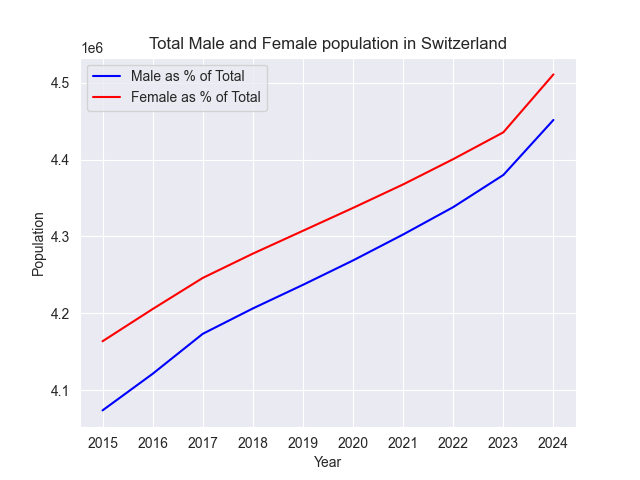 Total Male and Female population in Switzerland
1e6
Male as % of Total
Female as % of Total
4.5
4.4
4.3
4.2
4.1
Population
2015 2016 2017 2018 2019 2020 2021 2022 2023 2024
Year